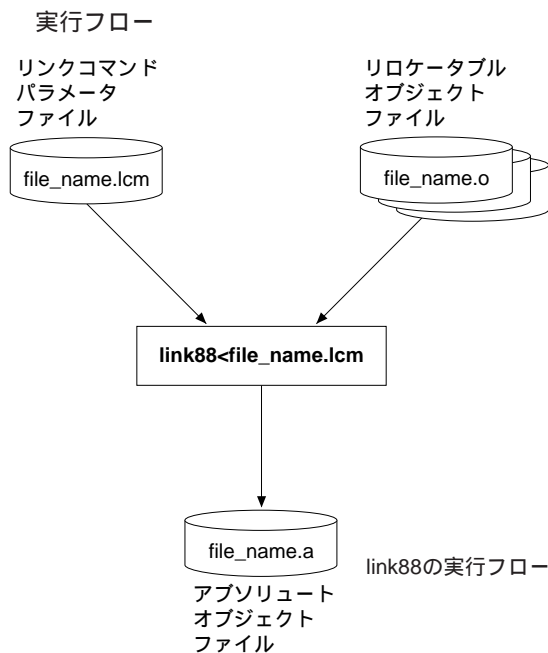 実行フロー
リンクコマンド
パラメータ
ファイル
file_name.lcm
リロケータブル
オブジェクト
ファイル
file_name.o
link88<file_name.lcm
file_name.a
アブソリュート
オブジェクト
ファイル
link88の実行フロー